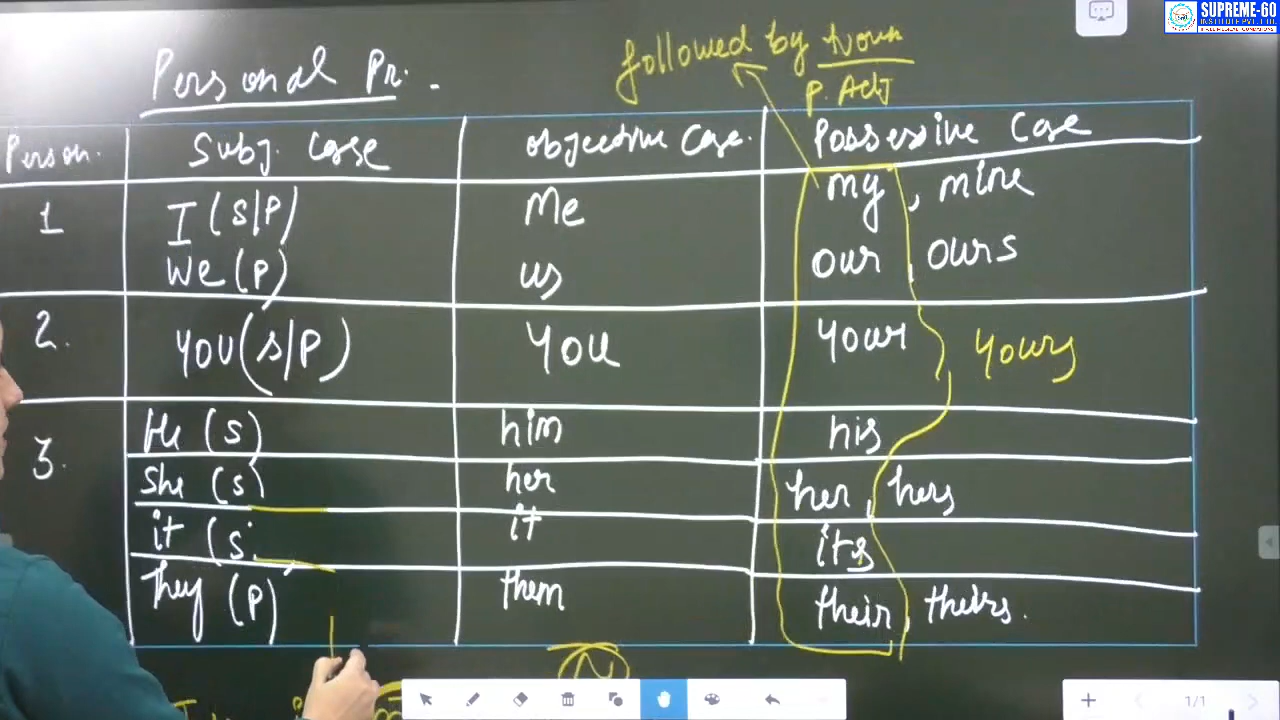 SUPREME-60
followed by Noun
Personal Pr.
P. Adj
Person.
Subj. Case
Objective Case.
Possessive Case
1
I (S/P)
Me
my, mine
We (P)
us
our, ours
2.
YOU (S/P)
YOU
Your
Yours
3.
He (S)
him
his
She (S)
her
her, hers
it (S
it
its
they (P)
them
their, theirs.
N
1/1